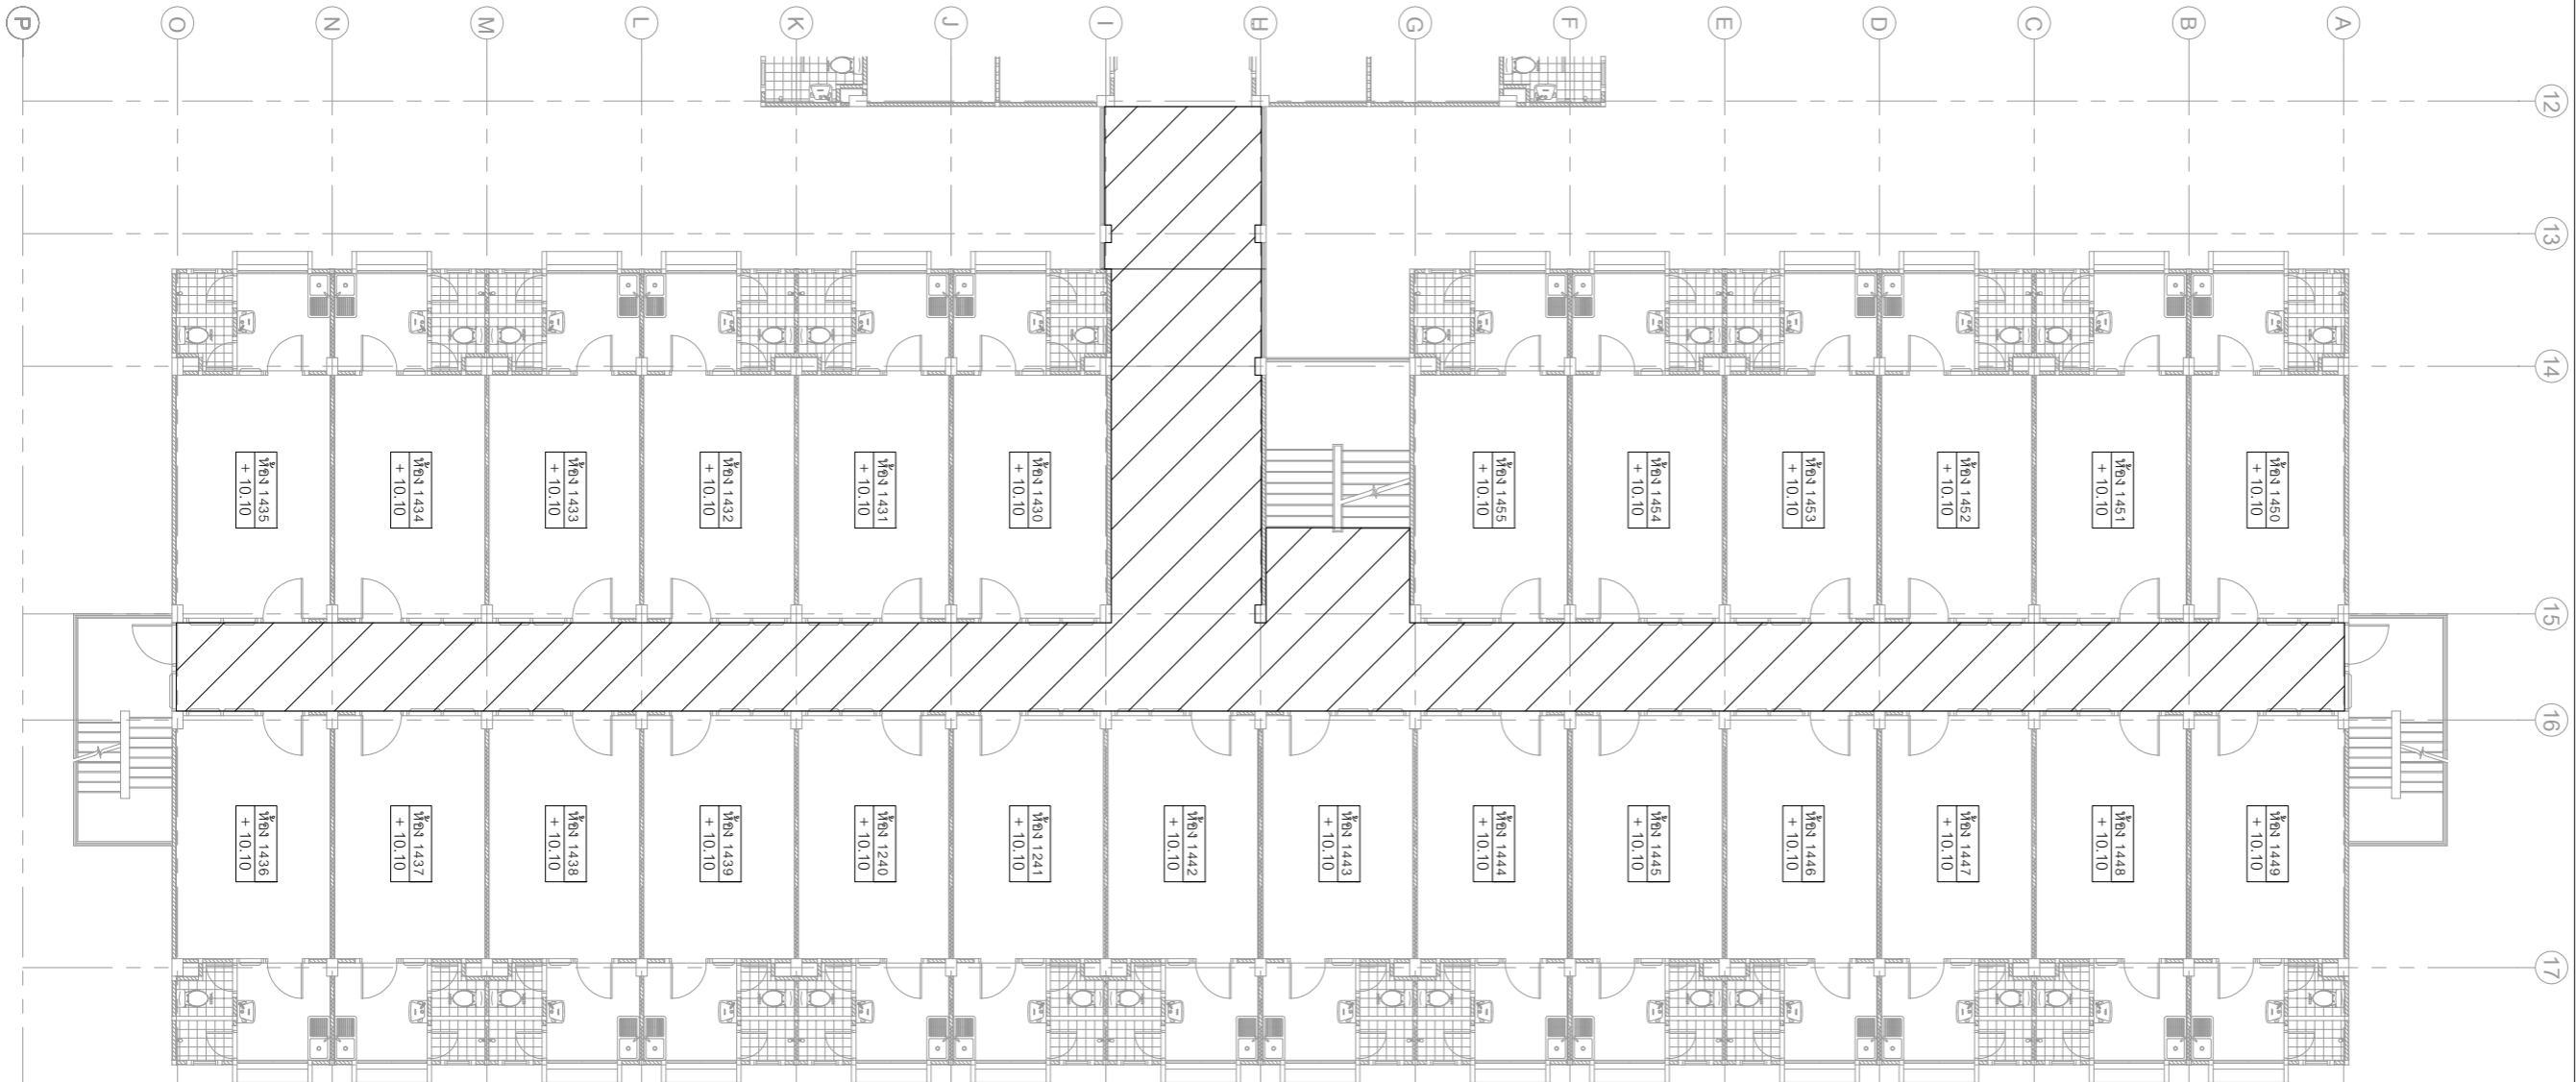 P
O
N
M
L
K
J
I
H
G
F
E
D
C
B
A
12
13
14
15
16
17
ห้อง 1435
+ 10.10
ห้อง 1434
+ 10.10
ห้อง 1433
+ 10.10
ห้อง 1432
+ 10.10
ห้อง 1431
+ 10.10
ห้อง 1430
+ 10.10
ห้อง 1455
+ 10.10
ห้อง 1454
+ 10.10
ห้อง 1453
+ 10.10
ห้อง 1452
+ 10.10
ห้อง 1451
+ 10.10
ห้อง 1450
+ 10.10
ห้อง 1436
+ 10.10
ห้อง 1437
+ 10.10
ห้อง 1438
+ 10.10
ห้อง 1439
+ 10.10
ห้อง 1240
+ 10.10
ห้อง 1241
+ 10.10
ห้อง 1442
+ 10.10
ห้อง 1443
+ 10.10
ห้อง 1444
+ 10.10
ห้อง 1445
+ 10.10
ห้อง 1446
+ 10.10
ห้อง 1447
+ 10.10
ห้อง 1448
+ 10.10
ห้อง 1449
+ 10.10